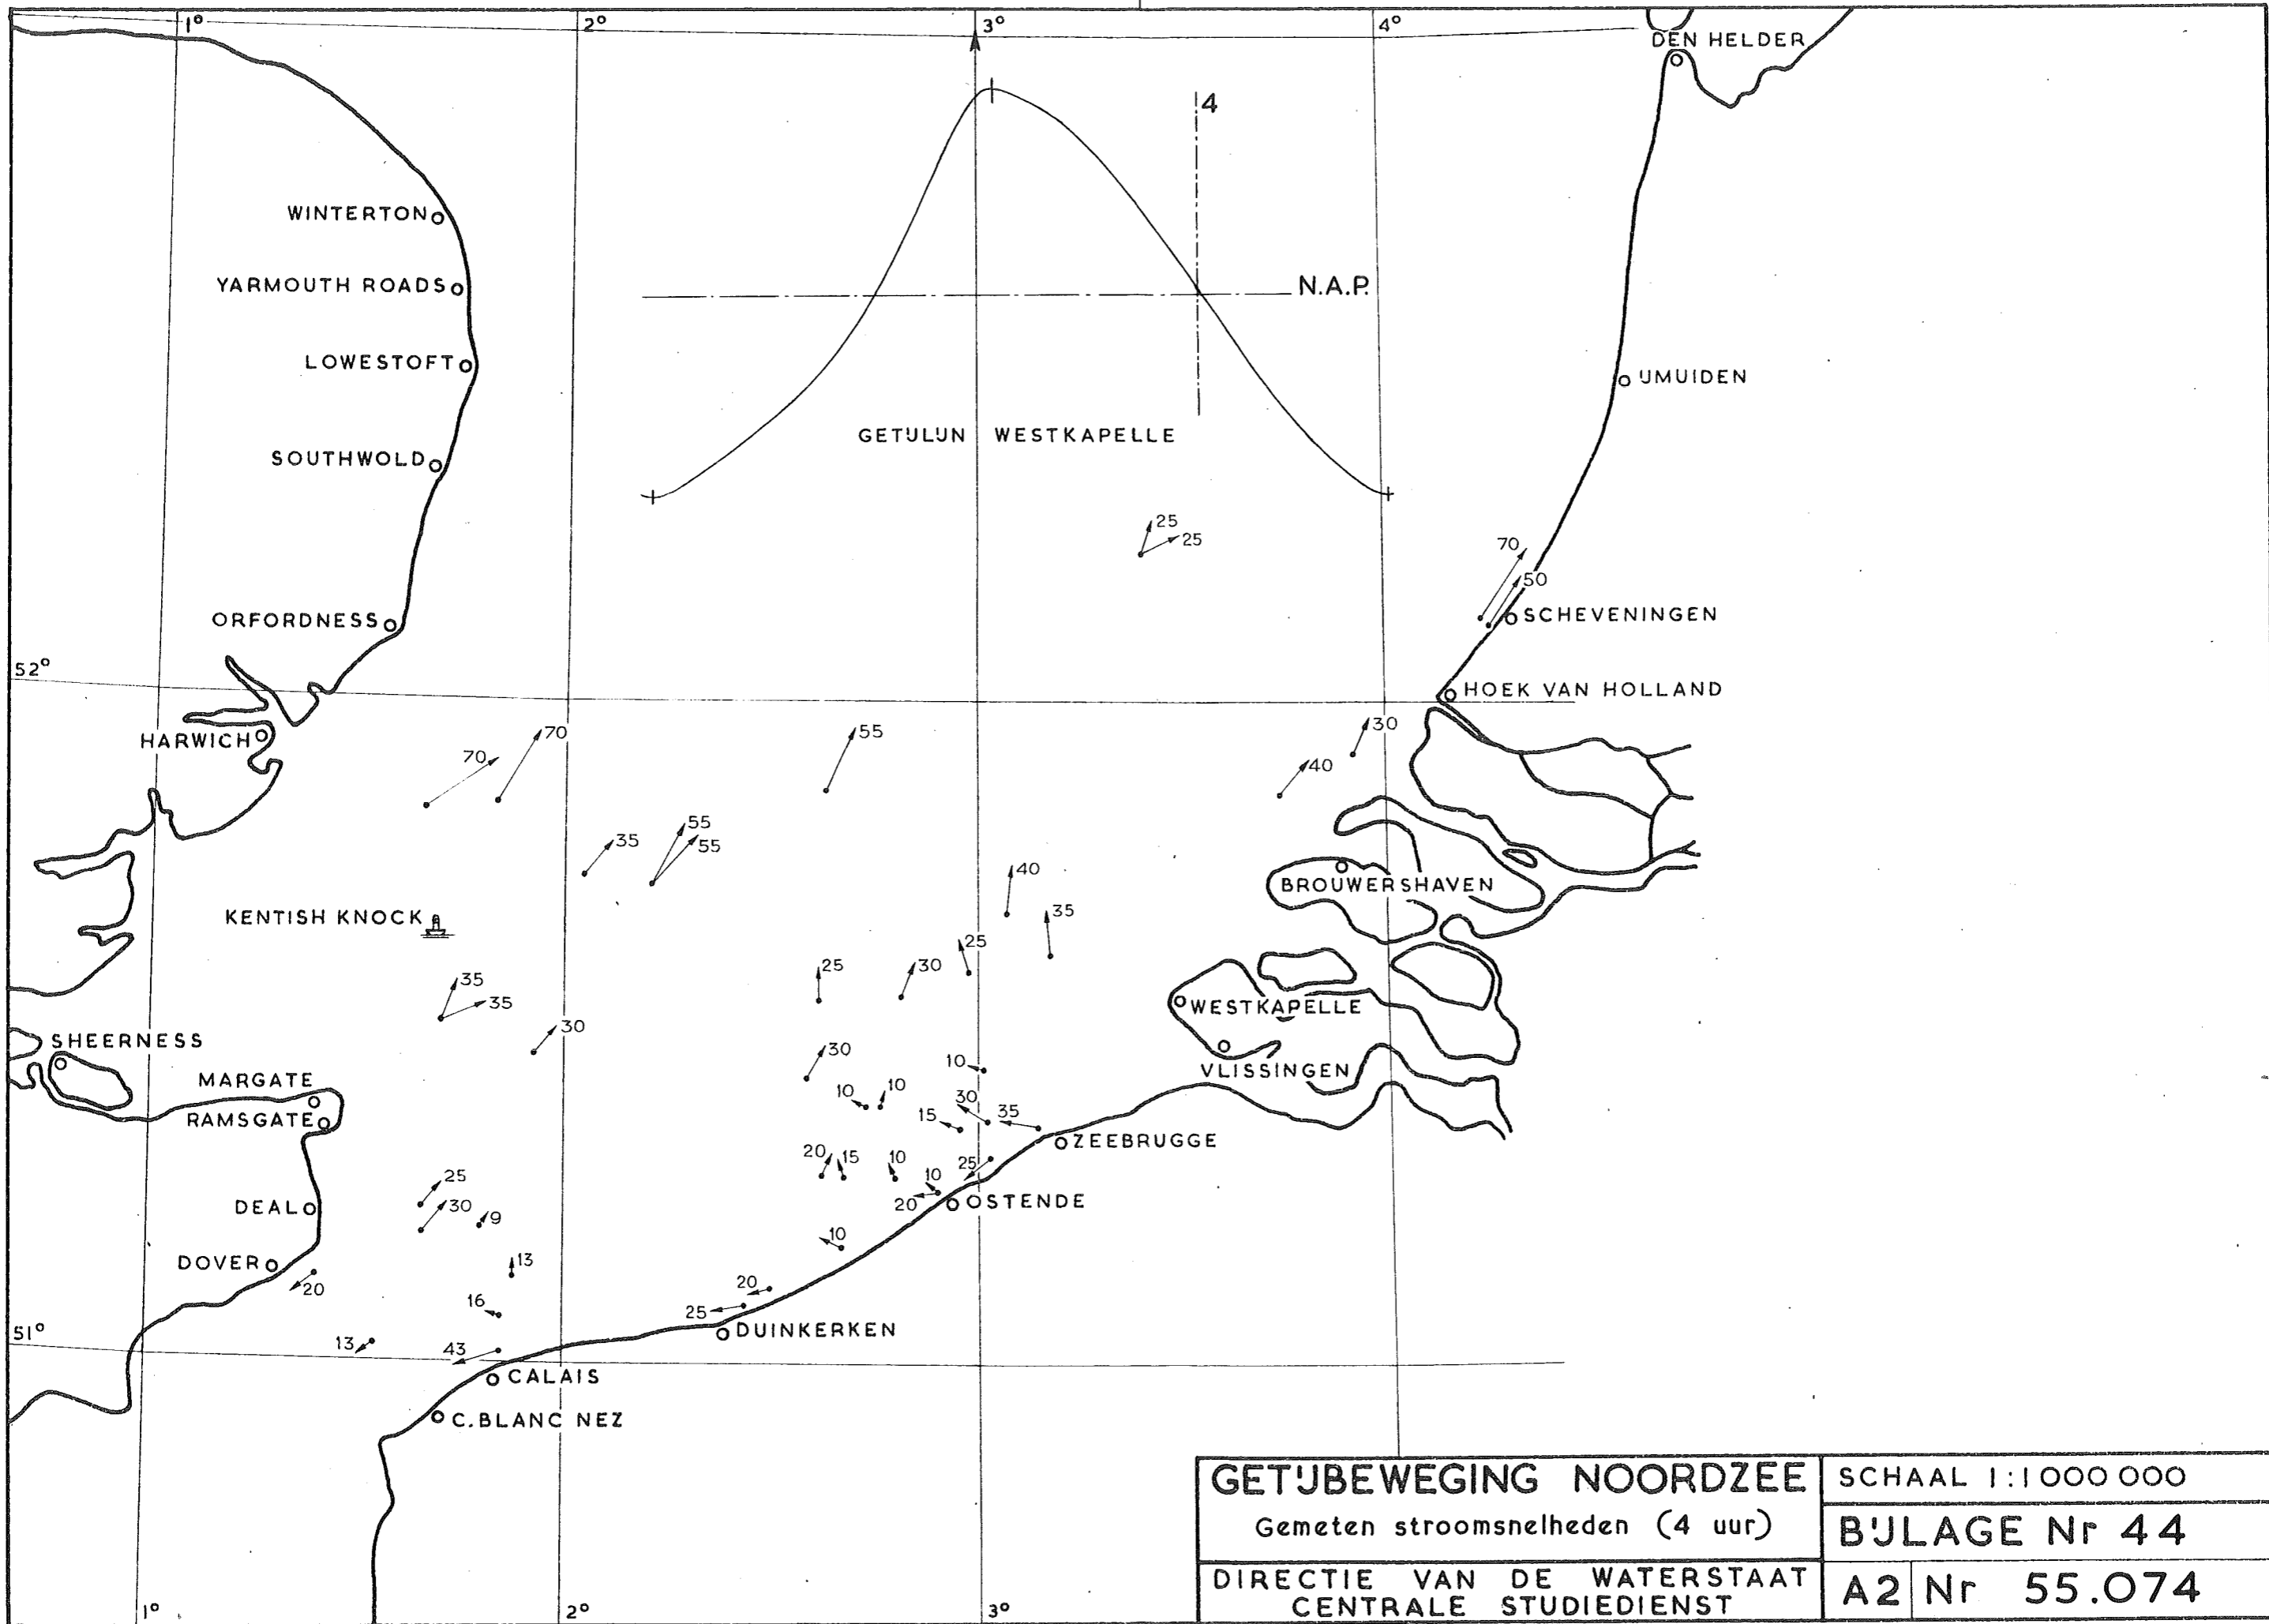 1° 2° 3° 4°
DEN HELDER
4
WINTERTON
YARMOUTH ROADS
N.A.P.
LOWESTOFT
IJMUIDEN
GETIJLIJN WESTKAPELLE
SOUTHWOLD
25
25
70
50
ORFORDNESS
SCHEVENINGEN
52°
HOEK VAN HOLLAND
HARWICH
70
70
55
30
40
35
55
55
40
BROUWERSHAVEN
KENTISH KNOCK
35
25
25
30
35
35
WESTKAPELLE
30
SHEERNESS
30
10
VLISSINGEN
MARGATE
10
10
RAMSGATE
30
35
15
ZEEBRUGGE
20
15
10
25
10
25
DEAL
30
9
20
OSTENDE
10
DOVER
13
20
20
16
25
DUINKERKEN
51°
13
43
CALAIS
C.BLANC NEZ
GETIJBEWEGING NOORDZEE
Gemeten stroomsnelheden (4 uur)
DIRECTIE VAN DE WATERSTAAT
CENTRALE STUDIEDIENST
SCHAAL 1:1 000 000
BIJLAGE Nr 44
A2 Nr 55.074
1° 2° 3°